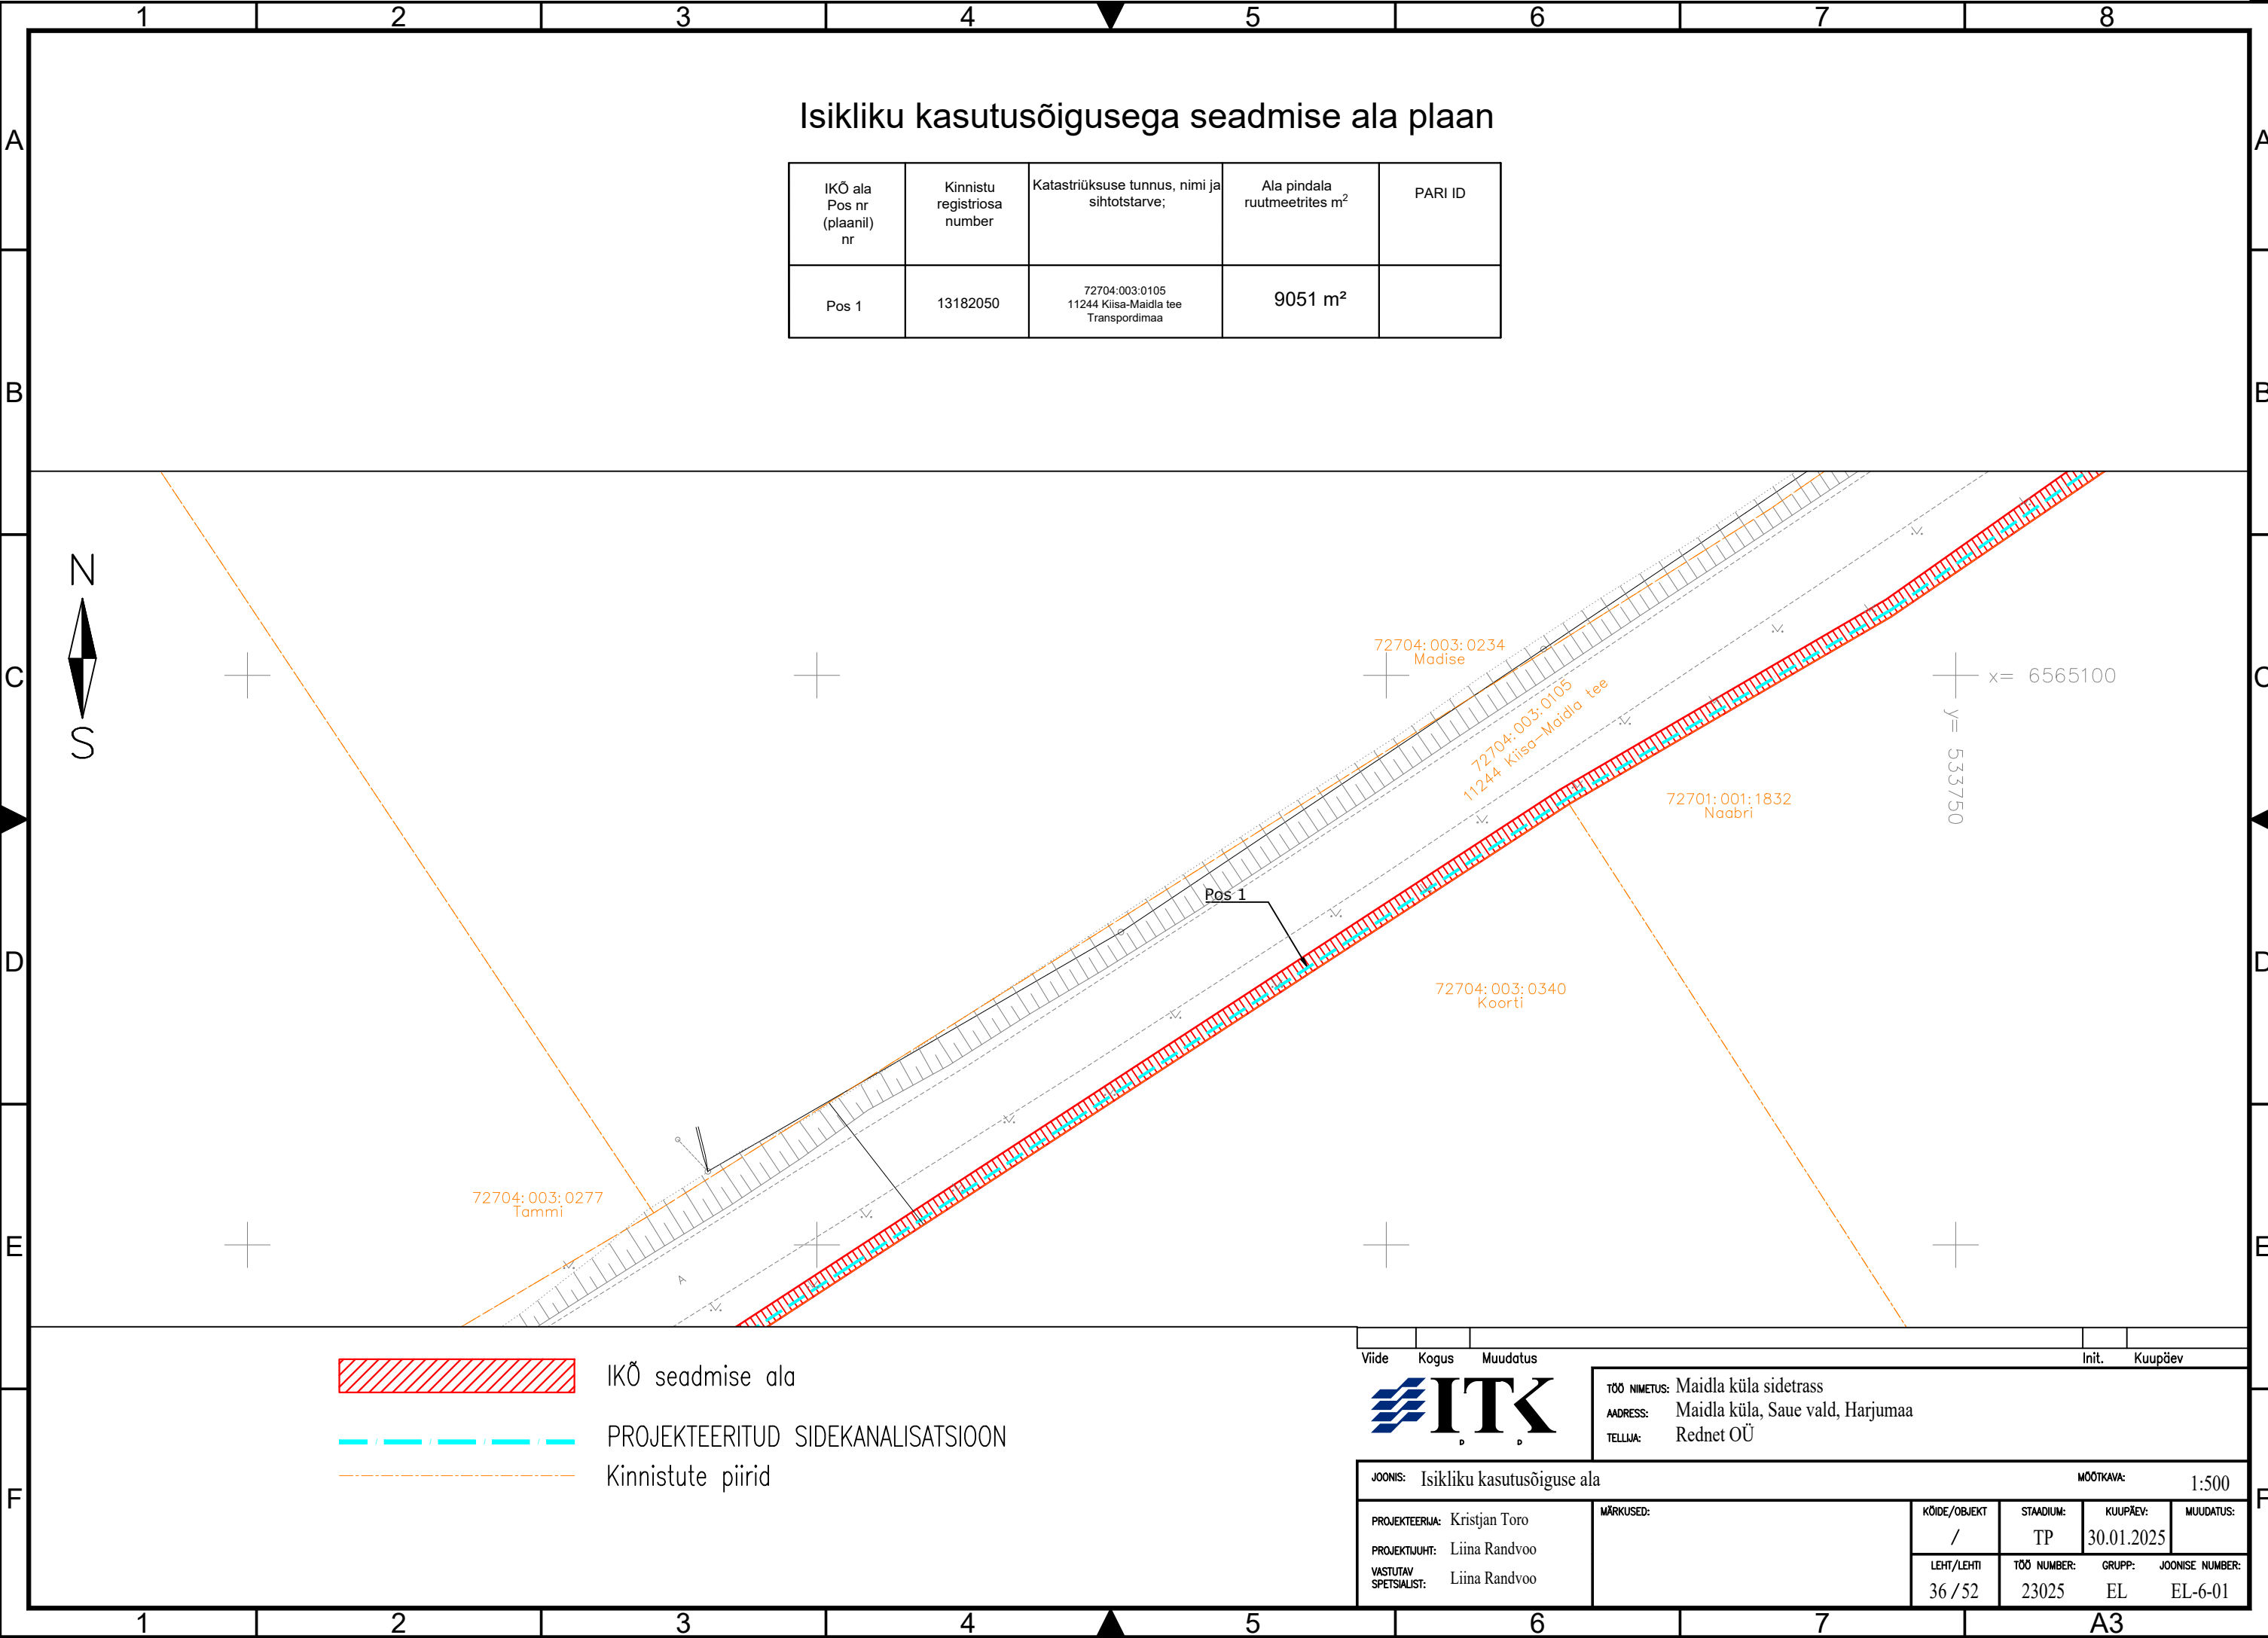 1 2 3 4 5 6 7 8
A A
B B
C C
D D
E E
F F
Isikliku kasutusõigusega seadmise ala plaan
IKÕ ala
Pos nr
(plaanil)
nr
Kinnistu
registriosa
number
Katastriüksuse tunnus, nimi ja
sihtotstarve;
Ala pindala
ruutmeetrites m²
PARI ID
Pos 1
13182050
72704:003:0105
11244 Kiisa-Maidla tee
Transpordimaa
9051 m²
N
S
72704:003:0234
Madise
72704:003:0105
11244 Kiisa-Maidla tee
x= 6565100
y= 533750
72701:001:1832
Naabri
Pos 1
72704:003:0340
Koorti
72704:003:0277
Tammi
A
IKÕ seadmise ala
PROJEKTEERITUD SIDEKANALISATSIOON
Kinnistute piirid
Viide Kogus Muudatus Init. Kuupäev
ITK
D D
TÖÖ NIMETUS: Maidla küla sidetrass
AADRESS: Maidla küla, Saue vald, Harjumaa
TELLIJA: Rednet OÜ
JOONIS: Isikliku kasutusõiguse ala
MÕÕTKAVA: 1:500
PROJEKTEERIJA: Kristjan Toro
PROJEKTIJUHT: Liina Randvoo
VASTUTAV
SPETSIALIST: Liina Randvoo
MÄRKUSED:
KÖIDE/OBJEKT STAADIUM: KUUPÄEV: MUUDATUS:
/ TP 30.01.2025
LEHT/LEHTI TÖÖ NUMBER: GRUPP: JOONISE NUMBER:
36 / 52 23025 EL EL-6-01
1 2 3 4 5 6 7 A3